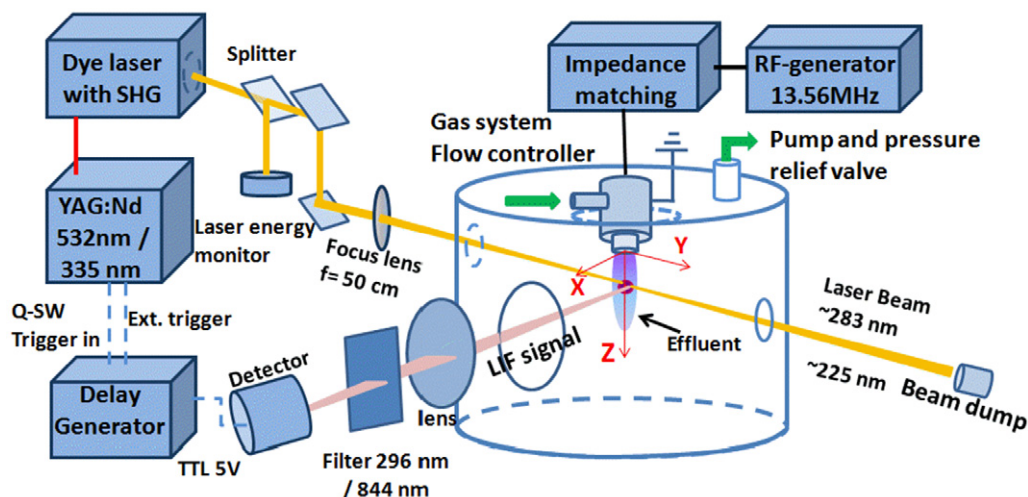 Dye laser
with SHG
Splitter
Impedance
matching
RF-generator
13.56MHz
Gas system
Flow controller
Pump and pressure
relief valve
YAG:Nd
532nm /
335 nm
Laser energy
monitor
Focus lens
f= 50 cm
Y
X
Z
Q-SW
Trigger in
Ext. trigger
Laser Beam
~283 nm
~225 nm
Beam dump
LIF signal
Effluent
Detector
lens
Delay
Generator
TTL 5V
Filter 296 nm
/ 844 nm